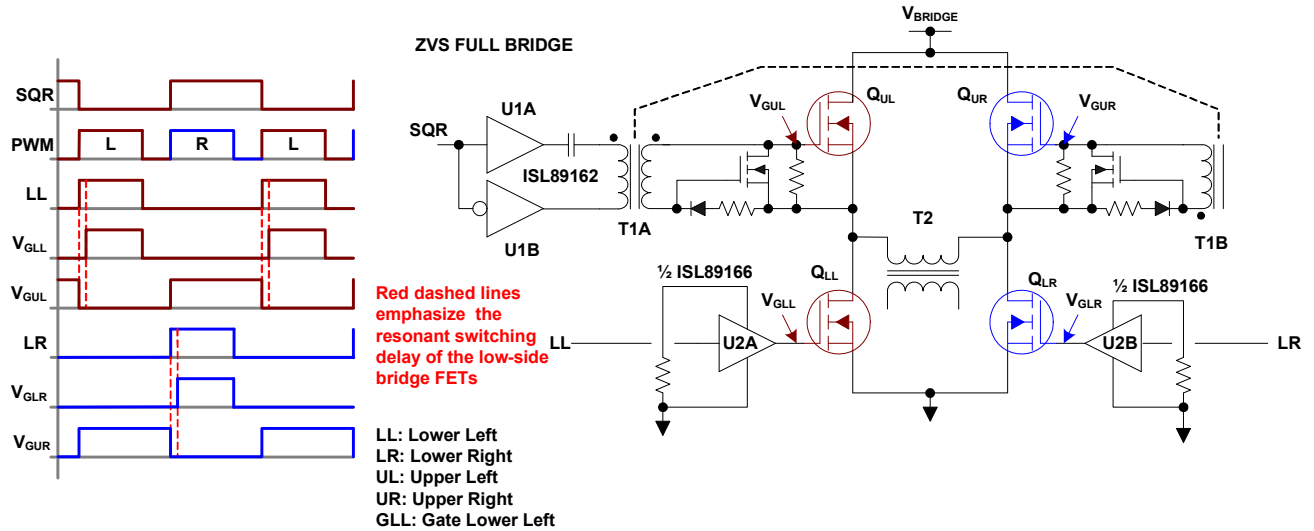 ZVS FULL BRIDGE
VBRIDGE
SQR
PWM
L
R
L
LL
VGLL
VGUL
LR
VGLR
VGUR
Red dashed lines
emphasize the
resonant switching
delay of the low-side
bridge FETs
LL: Lower Left
LR: Lower Right
UL: Upper Left
UR: Upper Right
GLL: Gate Lower Left
SQR
U1A
ISL89162
U1B
T1A
VGUL
QUL
QUR
VGUR
T1B
T2
½ ISL89166
LL
U2A
VGLL
QLL
QLR
VGLR
½ ISL89166
U2B
LR